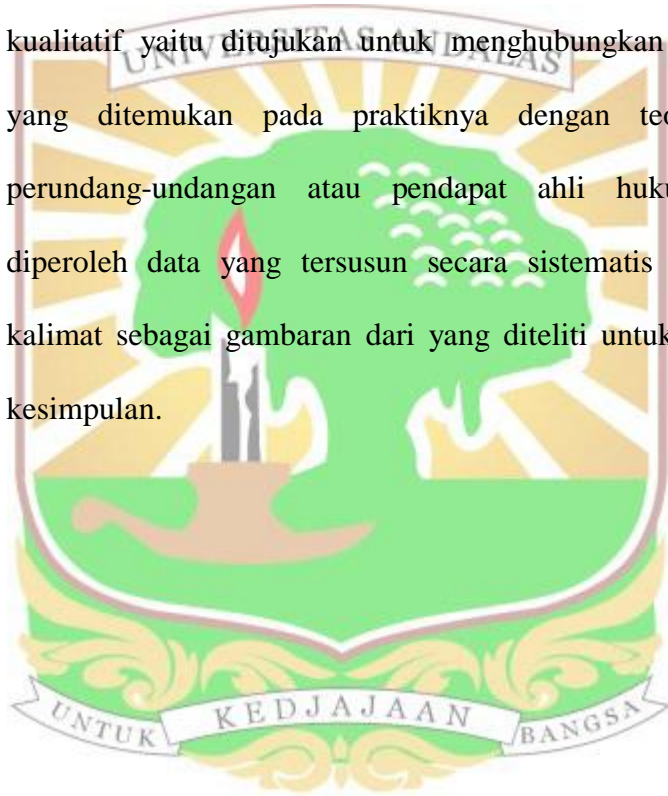 kualitatif yaitu ditujukan untuk menghubungkan
UNIVERSITAS ANDALAS
yang ditemukan pada praktiknya dengan
perundang-undangan atau pendapat ahli
diperoleh data yang tersusun secara sistematis
kalimat sebagai gambaran dari yang diteliti untuk
kesimpulan.
UNTUK KEDJAJAAN BANGSA